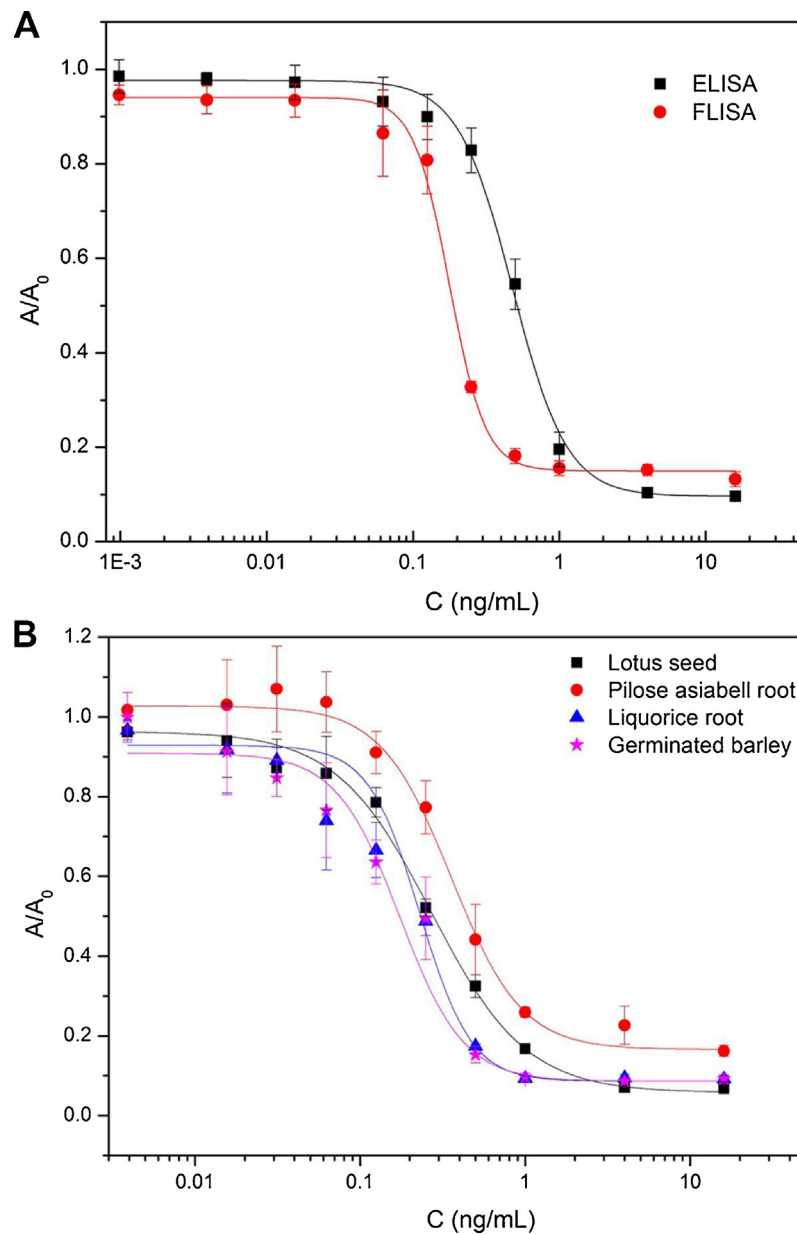 A
1.0
0.8
0.6
0.4
0.2
0.0
A/A₀
ELISA
FLISA
1E-3 0.01 0.1 1 10
C (ng/mL)
B
1.2
1.0
0.8
0.6
0.4
0.2
0.0
A/A₀
Lotus seed
Pilose asiabell root
Liquorice root
Germinated barley
0.01 0.1 1 10
C (ng/mL)